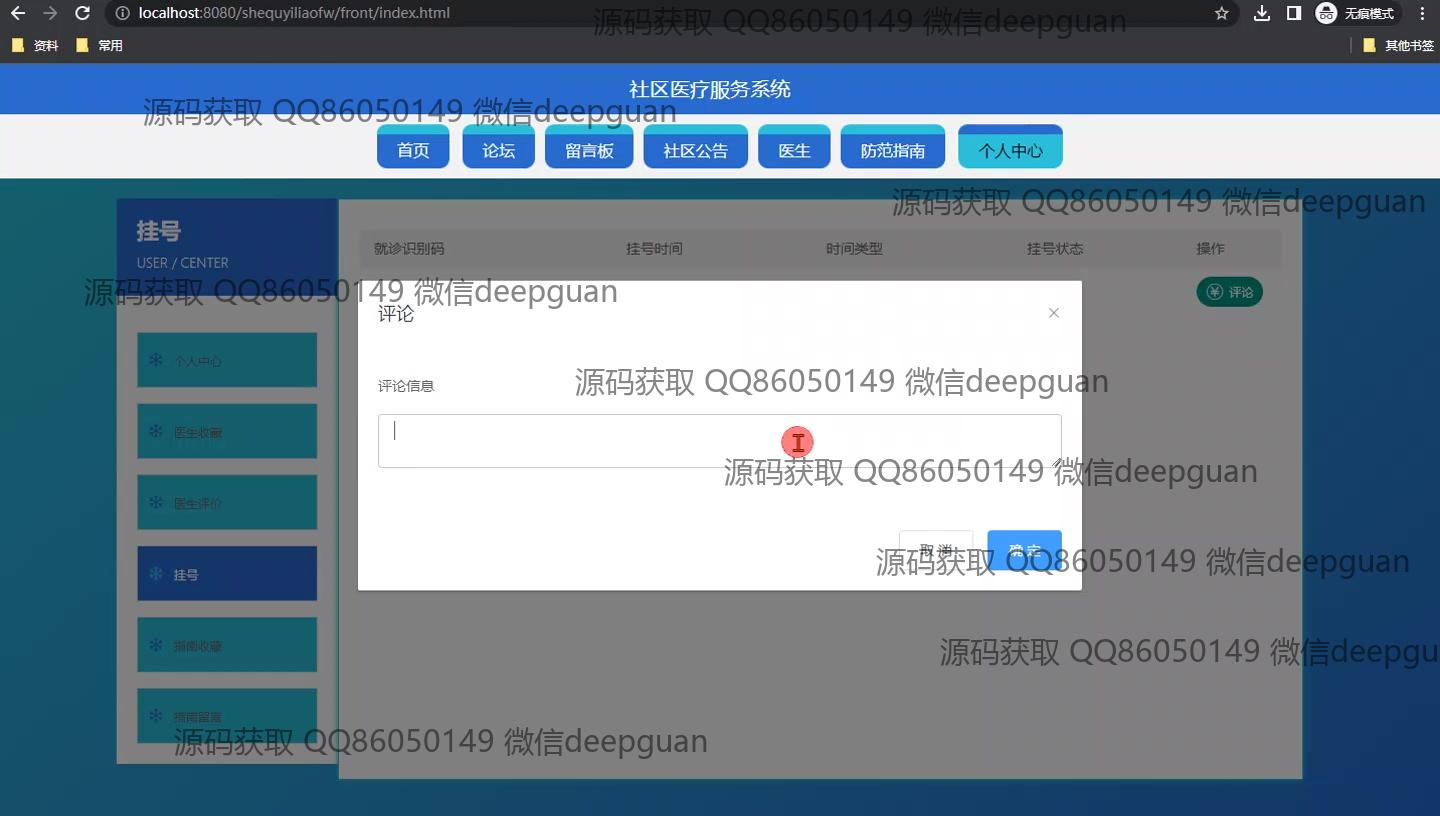 localhost:8080/shequyiliaofw/front/index.html
无痕模式
资料
常用
其他书签
源码获取 QQ86050149 微信deepguan
社区医疗服务系统
源码获取 QQ86050149 微信deepguan
首页
论坛
留言板
社区公告
医生
防范指南
个人中心
源码获取 QQ86050149 微信deepguan
挂号
USER / CENTER
就诊识别码
挂号时间
时间类型
挂号状态
操作
源码获取 QQ86050149 微信deepguan
评论
评论
个人中心
评论信息
源码获取 QQ86050149 微信deepguan
医生收藏
源码获取 QQ86050149 微信deepguan
医生评价
取消
确定
源码获取 QQ86050149 微信deepguan
挂号
指南收藏
源码获取 QQ86050149 微信deepgu
指南留言
源码获取 QQ86050149 微信deepguan